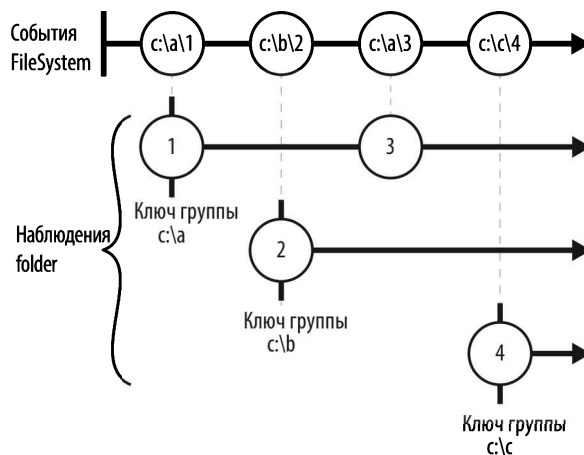 События
FileSystem
c:\a\1
c:\b\2
c:\a\3
c:\c\4
1
3
Ключ группы
c:\a
Наблюдения
folder
2
Ключ группы
c:\b
4
Ключ группы
c:\c